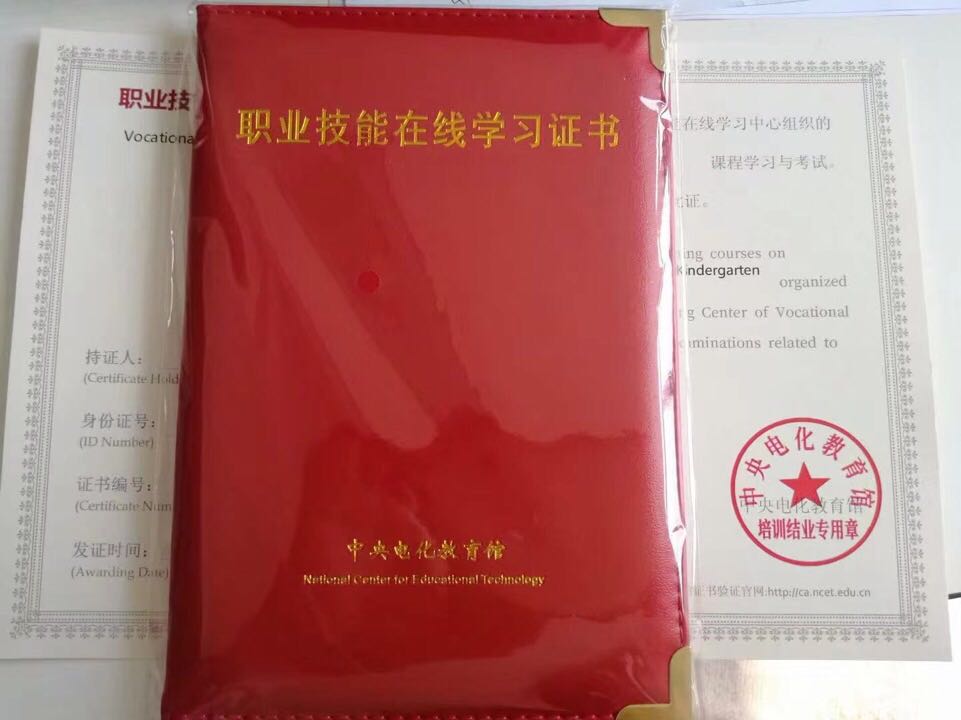 职业技能在线学习证书
中央电化教育馆
National Center for Educational Technology
职业技
Vocationa
持证人：
(Certificate Hold
身份证号：
(ID Number)
证书编号：
(Certificate Num
发证时间：
(Awarding Date)
能在线学习中心组织的
课程学习与考试。
证。
ing courses on
Kindergarten
organized
g Center of Vocational
aminations related to
中央电化教育馆
中央电化教育馆
培训结业专用章
证书验证官网:http://ca.ncet.edu.cn